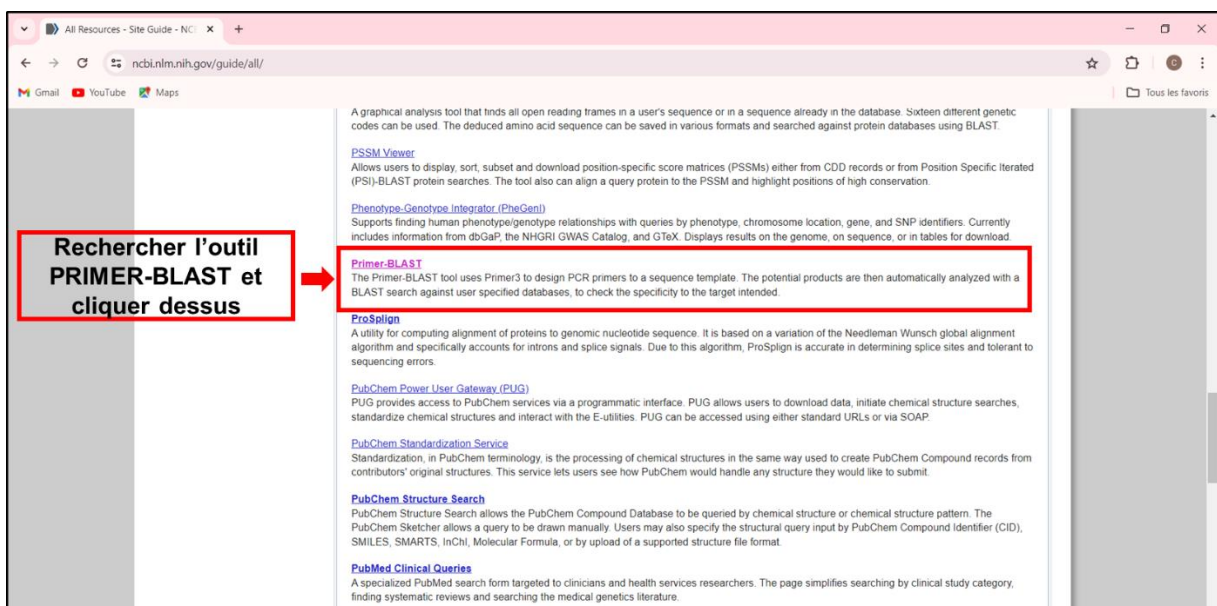 All Resources - Site Guide - NC
ncbi.nlm.nih.gov/guide/all/
Gmail YouTube Maps Tous les favoris
A graphical analysis tool that finds all open reading frames in a user's sequence or in a sequence already in the database. Sixteen different genetic
codes can be used. The deduced amino acid sequence can be saved in various formats and searched against protein databases using BLAST.
PSSM Viewer
Allows users to display, sort, subset and download position-specific score matrices (PSSMs) either from CDD records or from Position Specific Iterated
(PSI)-BLAST protein searches. The tool also can align a query protein to the PSSM and highlight positions of high conservation.
Phenotype-Genotype Integrator (PheGenI)
Supports finding human phenotype/genotype relationships with queries by phenotype, chromosome location, gene, and SNP identifiers. Currently
includes information from dbGaP, the NHGRI GWAS Catalog, and GTeX. Displays results on the genome, on sequence, or in tables for download.
Rechercher l'outil
PRIMER-BLAST et
cliquer dessus
Primer-BLAST
The Primer-BLAST tool uses Primer3 to design PCR primers to a sequence template. The potential products are then automatically analyzed with a
BLAST search against user specified databases, to check the specificity to the target intended.
ProSplign
A utility for computing alignment of proteins to genomic nucleotide sequence. It is based on a variation of the Needleman Wunsch global alignment
algorithm and specifically accounts for introns and splice signals. Due to this algorithm, ProSplign is accurate in determining splice sites and tolerant to
sequencing errors.
PubChem Power User Gateway (PUG)
PUG provides access to PubChem services via a programmatic interface. PUG allows users to download data, initiate chemical structure searches,
standardize chemical structures and interact with the E-utilities. PUG can be accessed using either standard URLs or via SOAP.
PubChem Standardization Service
Standardization, in PubChem terminology, is the processing of chemical structures in the same way used to create PubChem Compound records from
contributors' original structures. This service lets users see how PubChem would handle any structure they would like to submit.
PubChem Structure Search
PubChem Structure Search allows the PubChem Compound Database to be queried by chemical structure or chemical structure pattern. The
PubChem Sketcher allows a query to be drawn manually. Users may also specify the structural query input by PubChem Compound Identifier (CID),
SMILES, SMARTS, InChI, Molecular Formula, or by upload of a supported structure file format.
PubMed Clinical Queries
A specialized PubMed search form targeted to clinicians and health services researchers. The page simplifies searching by clinical study category,
finding systematic reviews and searching the medical genetics literature.